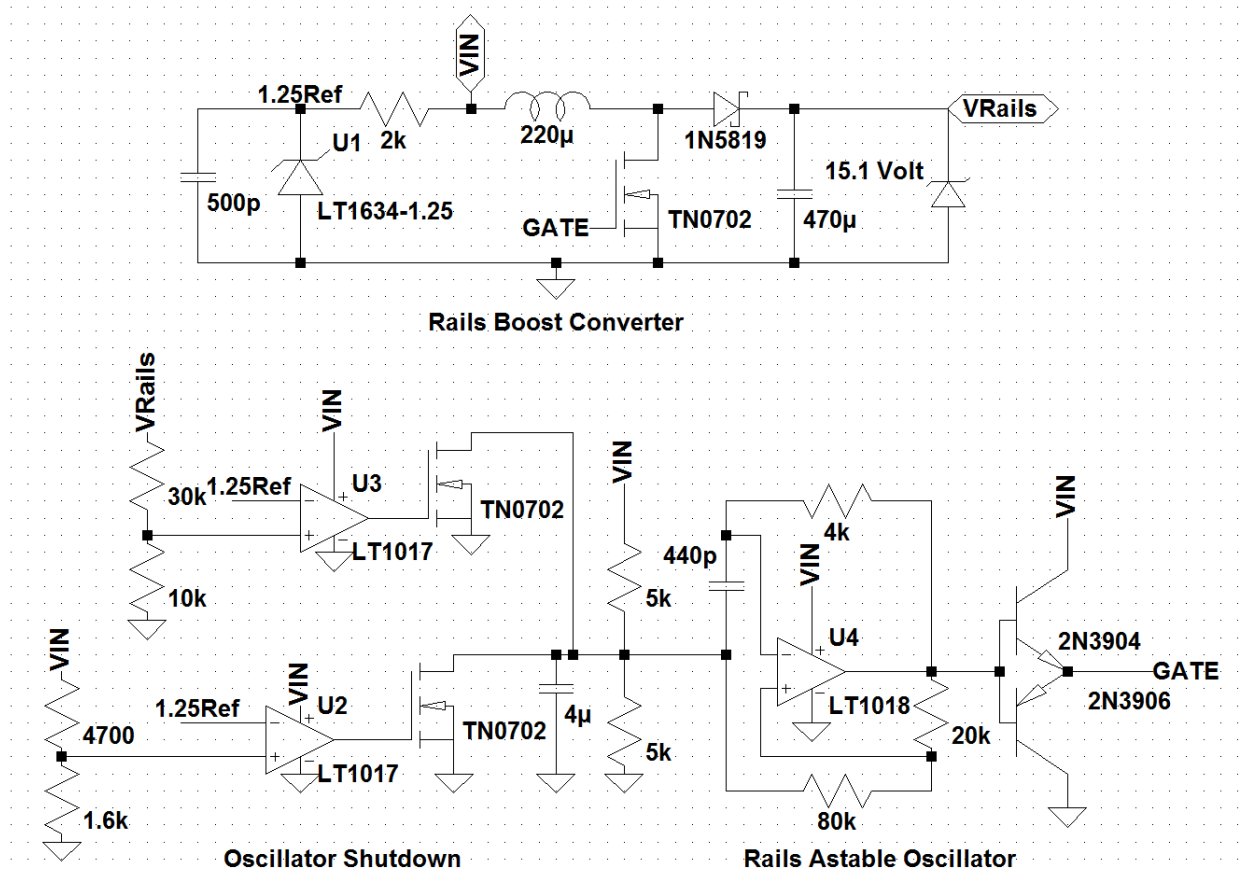 VIN
1.25Ref
2k
220µ
1N5819
VRails
U1
500p
LT1634-1.25
GATE
TN0702
470µ
15.1 Volt
Rails Boost Converter
VRails
30k
10k
1.25Ref
VIN
U3
LT1017
TN0702
VIN
4700
1.6k
1.25Ref
VIN
U2
LT1017
TN0702
4µ
VIN
5k
5k
440p
4k
VIN
U4
LT1018
20k
80k
VIN
2N3904
GATE
2N3906
Oscillator Shutdown
Rails Astable Oscillator